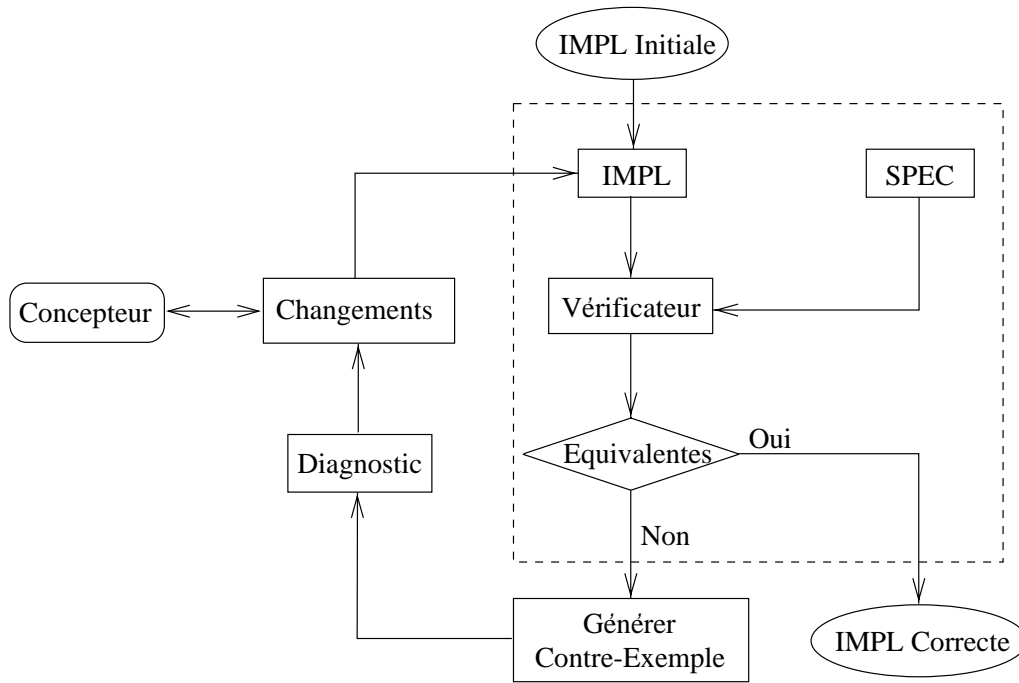 IMPL Initiale
IMPL
SPEC
Concepteur
Changements
Vérificateur
Equivalentes
Oui
Diagnostic
Non
Générer
Contre-Exemple
IMPL Correcte